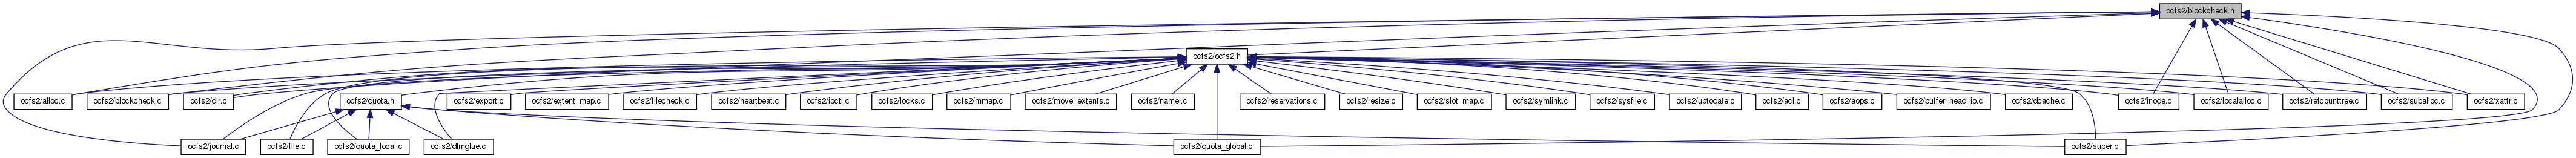 ocfs2/blockcheck.h
ocfs2/ocfs2.h
ocfs2/alloc.c
ocfs2/blockcheck.c
ocfs2/dir.c
ocfs2/quota.h
ocfs2/export.c
ocfs2/extent_map.c
ocfs2/filecheck.c
ocfs2/heartbeat.c
ocfs2/ioctl.c
ocfs2/locks.c
ocfs2/mmap.c
ocfs2/move_extents.c
ocfs2/namei.c
ocfs2/reservations.c
ocfs2/resize.c
ocfs2/slot_map.c
ocfs2/symlink.c
ocfs2/sysfile.c
ocfs2/uptodate.c
ocfs2/acl.c
ocfs2/aops.c
ocfs2/buffer_head_io.c
ocfs2/dcache.c
ocfs2/inode.c
ocfs2/localalloc.c
ocfs2/refcounttree.c
ocfs2/suballoc.c
ocfs2/xattr.c
ocfs2/journal.c
ocfs2/file.c
ocfs2/quota_local.c
ocfs2/dlmglue.c
ocfs2/quota_global.c
ocfs2/super.c